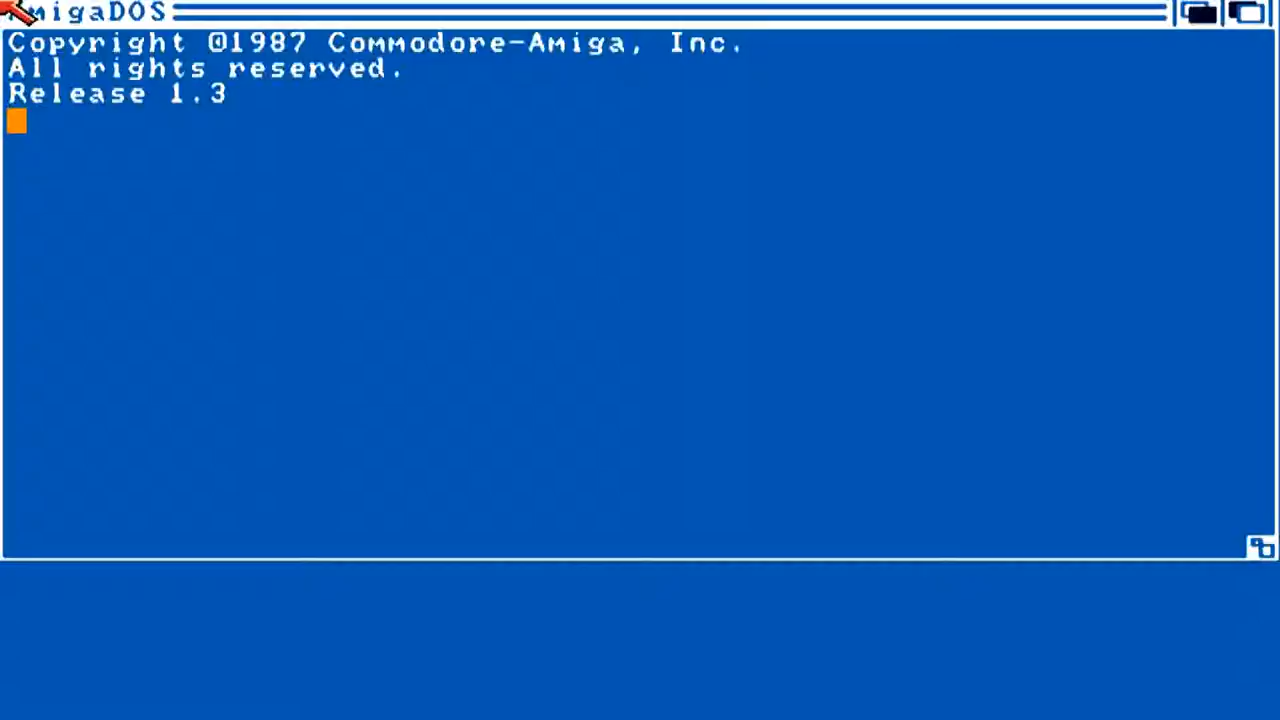 AmigaDOS
Copyright ©1987 Commodore-Amiga, Inc.
All rights reserved.
Release 1.3